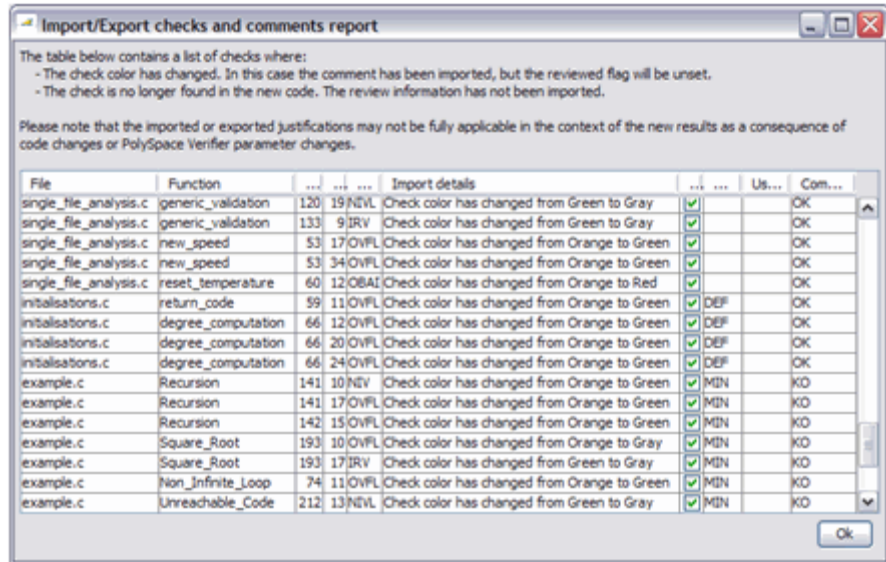 Import/Export checks and comments report
The table below contains a list of checks where:
- The check color has changed. In this case the comment has been imported, but the reviewed flag will be unset.
- The check is no longer found in the new code. The review information has not been imported.
Please note that the imported or exported justifications may not be fully applicable in the context of the new results as a consequence of
code changes or PolySpace Verifier parameter changes.
File Function ... ... ... Import details ... ... Us... Com...
single_file_analysis.c generic_validation 120 19 NIVL Check color has changed from Green to Gray OK
single_file_analysis.c generic_validation 133 9 IRV Check color has changed from Green to Gray OK
single_file_analysis.c new_speed 53 17 OVFL Check color has changed from Orange to Green OK
single_file_analysis.c new_speed 53 34 OVFL Check color has changed from Orange to Green OK
single_file_analysis.c reset_temperature 60 12 OBAI Check color has changed from Orange to Red OK
initialisations.c return_code 59 11 OVFL Check color has changed from Orange to Green DEF OK
initialisations.c degree_computation 66 12 OVFL Check color has changed from Orange to Green DEF OK
initialisations.c degree_computation 66 20 OVFL Check color has changed from Orange to Green DEF OK
initialisations.c degree_computation 66 24 OVFL Check color has changed from Orange to Green DEF OK
example.c Recursion 141 10 NIV Check color has changed from Orange to Green MIN KO
example.c Recursion 141 17 OVFL Check color has changed from Orange to Green MIN KO
example.c Recursion 142 15 OVFL Check color has changed from Orange to Green MIN KO
example.c Square_Root 193 10 OVFL Check color has changed from Orange to Gray MIN KO
example.c Square_Root 193 17 IRV Check color has changed from Green to Gray MIN KO
example.c Non_Infinite_Loop 74 11 OVFL Check color has changed from Orange to Green MIN KO
example.c Unreachable_Code 212 13 NIVL Check color has changed from Green to Gray MIN KO
Ok